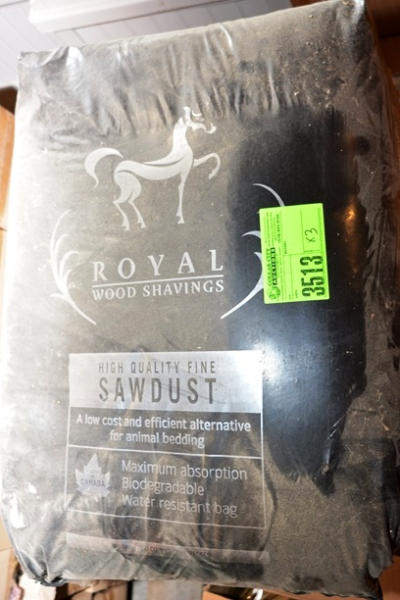 ROYAL
WOOD SHAVINGS
3513
x3
HIGH QUALITY FINE
SAWDUST
A low cost and efficient alternative
for animal bedding
CANADA
Maximum absorption
Biodegradable
Water resistant bag